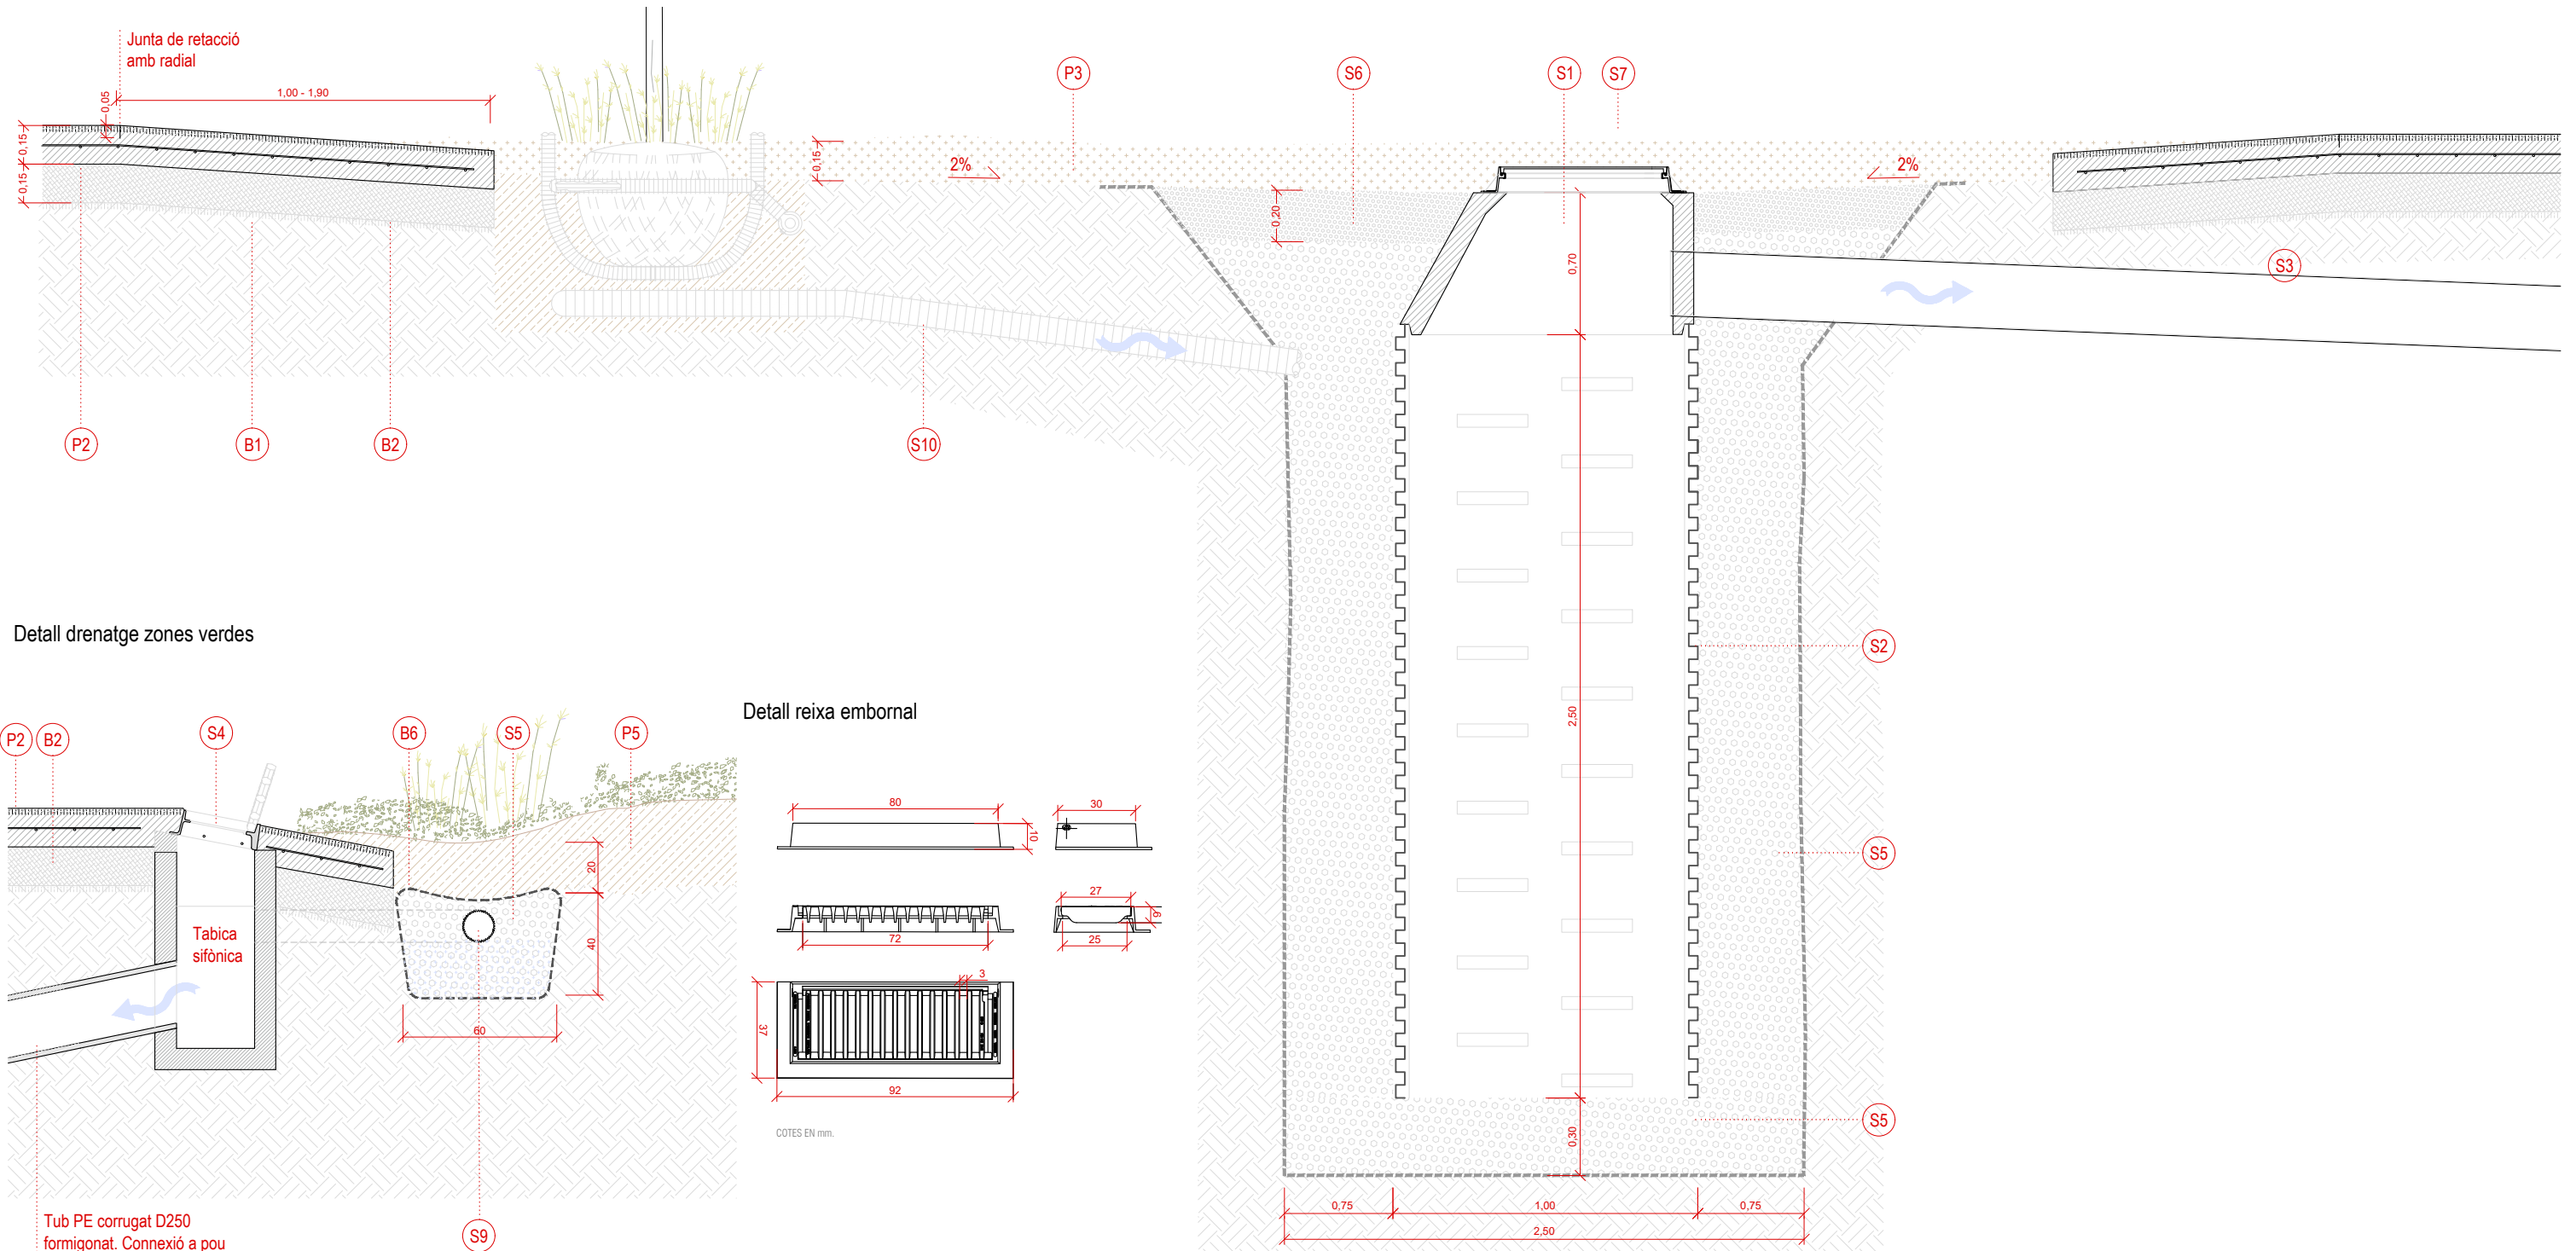 Junta de retacció
amb radial
1,00 - 1,90
0,05
0,15
0,15
P2
B1
B2
0,15
2%
P3
S6
S1
S7
2%
0,20
0,70
S3
S10
2,50
S2
S5
S5
0,30
0,75
1,00
0,75
2,50
Detall drenatge zones verdes
P2
B2
S4
B6
S5
P5
20
40
60
Tabica
sifònica
Tub PE corrugat D250
formigonat. Connexió a pou
S9
Detall reixa embornal
80
30
10
27
6
72
25
3
37
92
COTES EN mm.